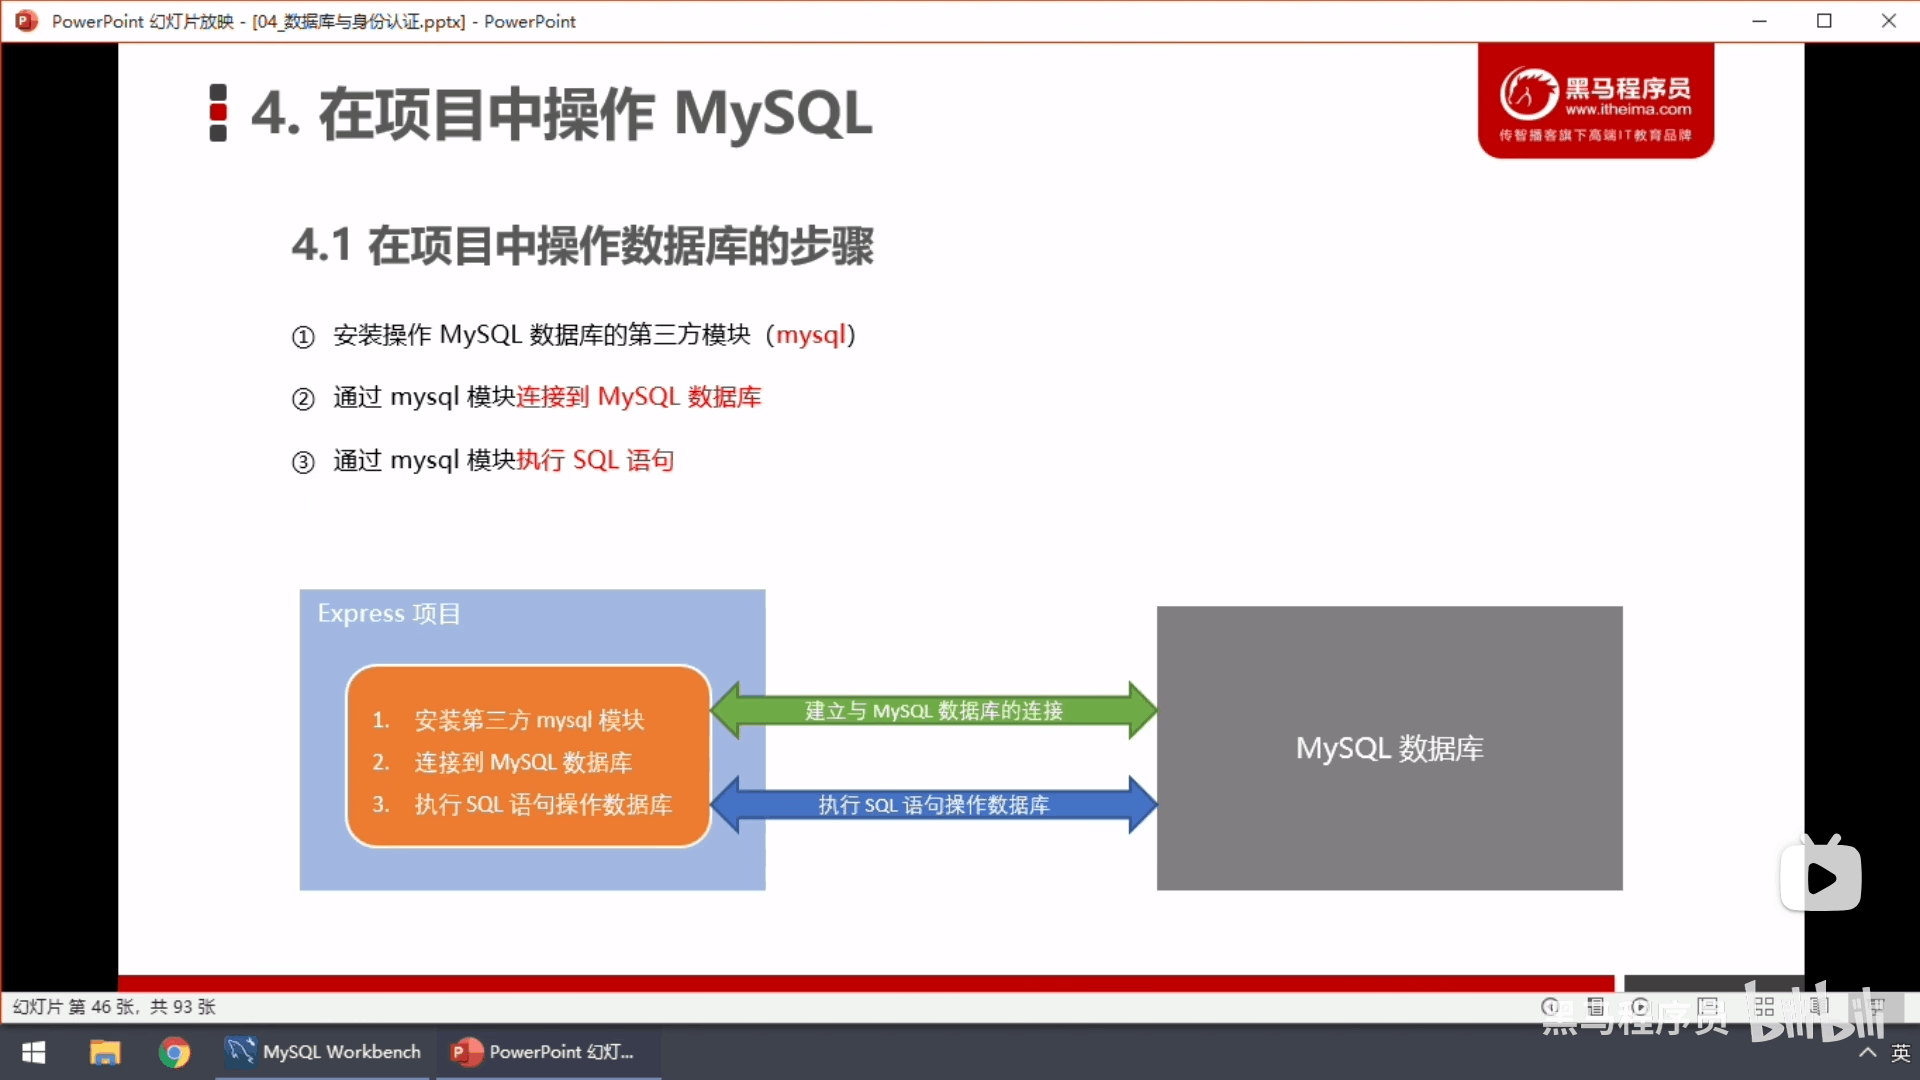 PowerPoint 幻灯片放映 - [04_数据库与身份认证.pptx] - PowerPoint
4. 在项目中操作 MySQL
黑马程序员
www.itheima.com
传智播客旗下高端IT教育品牌
4.1 在项目中操作数据库的步骤
① 安装操作 MySQL 数据库的第三方模块（mysql）
② 通过 mysql 模块连接到 MySQL 数据库
③ 通过 mysql 模块执行 SQL 语句
Express 项目
1. 安装第三方 mysql 模块
2. 连接到 MySQL 数据库
3. 执行 SQL 语句操作数据库
建立与 MySQL 数据库的连接
执行 SQL 语句操作数据库
MySQL 数据库
幻灯片 第 46 张，共 93 张
黑马程序员 bilibili
MySQL Workbench
PowerPoint 幻灯...
英